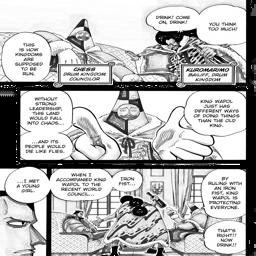 THIS IS
HOW
KINGDOMS
ARE
SUPPOSED
TO BE
RUN.
DRINK! COME
ON, DRINK!
YOU THINK
TOO MUCH!
CHESS
DRUM KINGDOM
COUNCILOR
KUROMARIMO
BAILIFF, DRUM
KINGDOM
WITHOUT
STRONG
LEADERSHIP,
THIS LAND
WOULD FALL
INTO CHAOS...
...AND ITS
PEOPLE WOULD
DIE LIKE FLIES.
KING WAPOL
JUST HAS
DIFFERENT WAYS
OF DOING THINGS
THAN THE OLD
KING.
...I MET
A YOUNG
GIRL.
WHEN I
ACCOMPANIED KING
WAPOL TO THE
RECENT WORLD
COUNCIL...
IRON
FIST...
BY
RULING WITH
AN IRON
FIST, KING
WAPOL IS
PROTECTING
EVERYONE.
THAT'S
RIGHT!!
NOW
DRINK!!